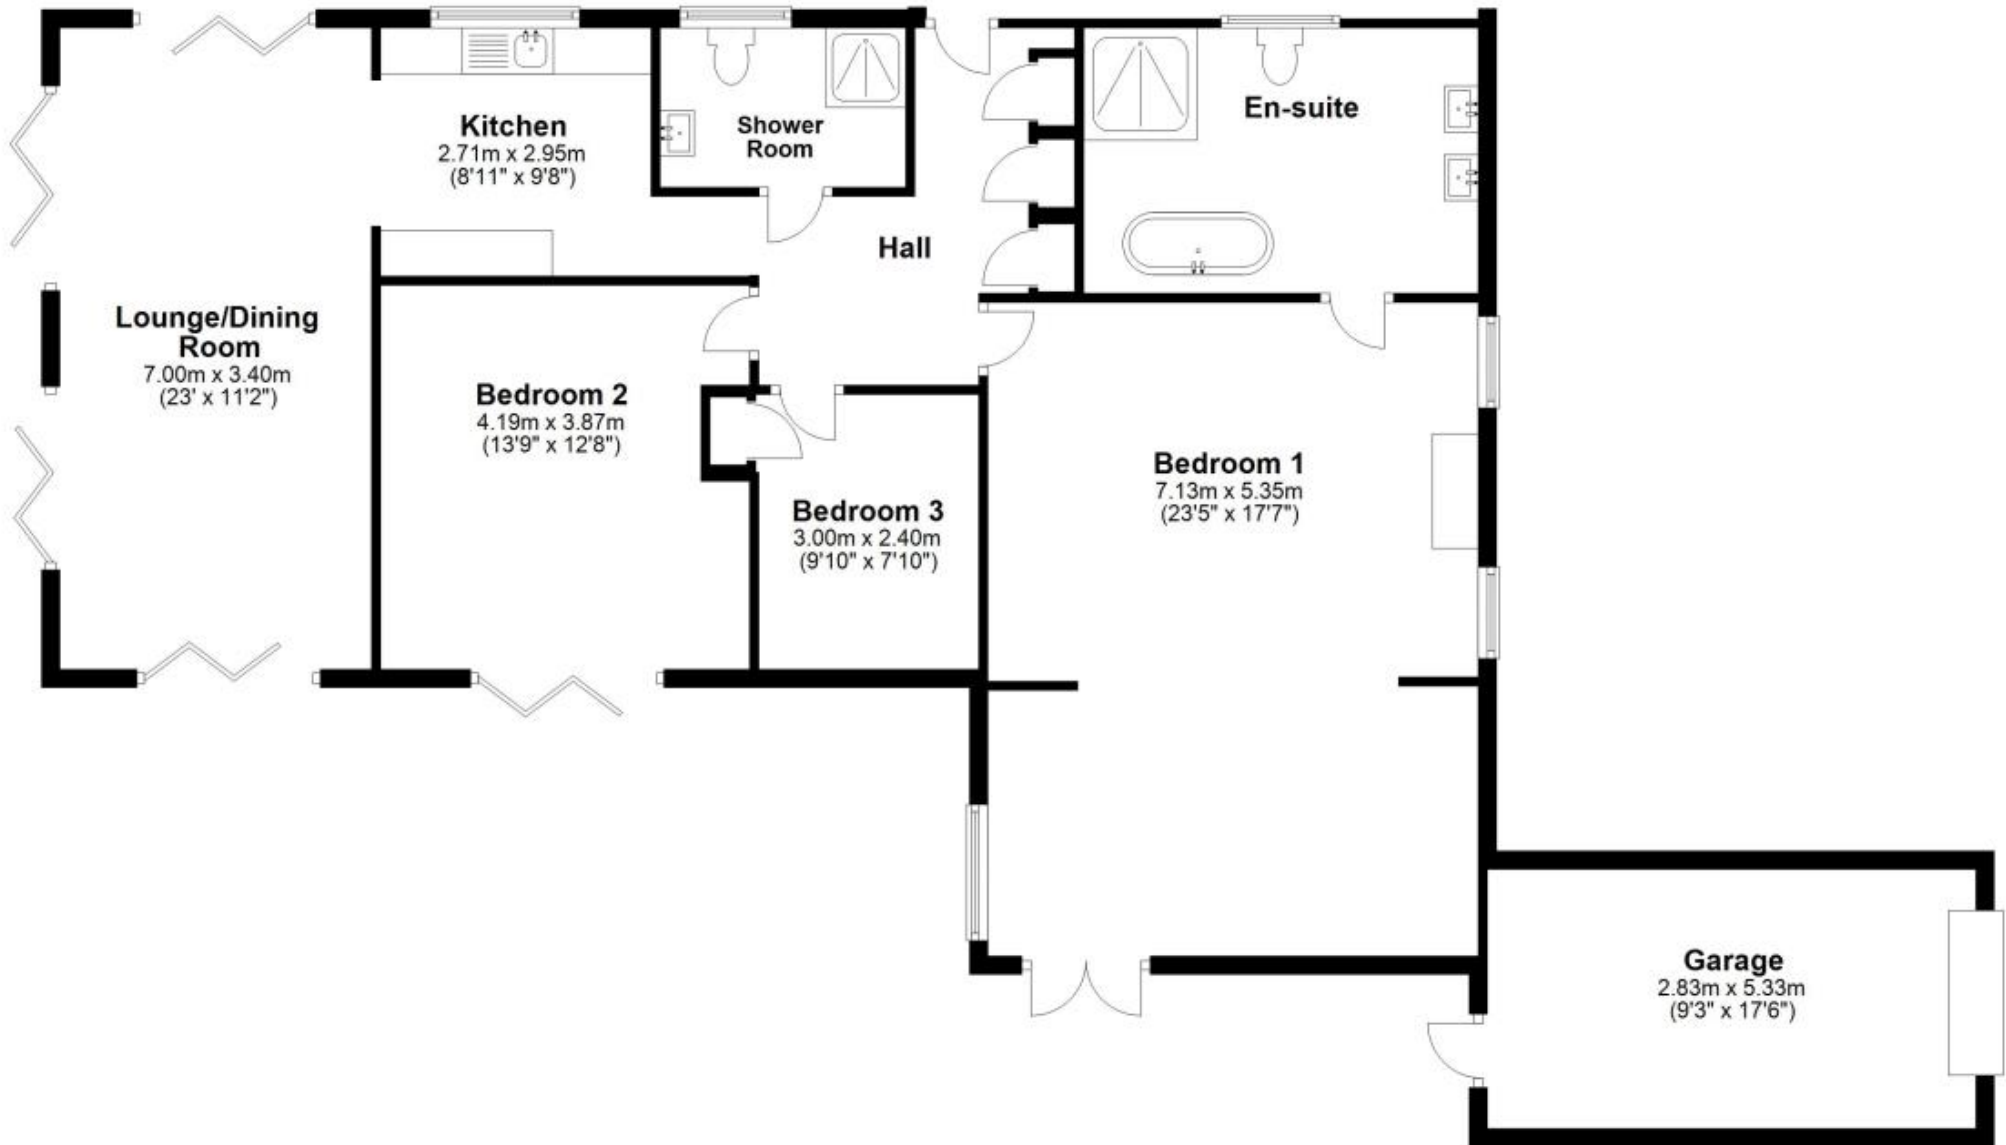 Kitchen
2.71m x 2.95m
(8'11" x 9'8")
Shower
Room
En-suite
Hall
Lounge/Dining
Room
7.00m x 3.40m
(23' x 11'2")
Bedroom 2
4.19m x 3.87m
(13'9" x 12'8")
Bedroom 3
3.00m x 2.40m
(9'10" x 7'10")
Bedroom 1
7.13m x 5.35m
(23'5" x 17'7")
Garage
2.83m x 5.33m
(9'3" x 17'6")